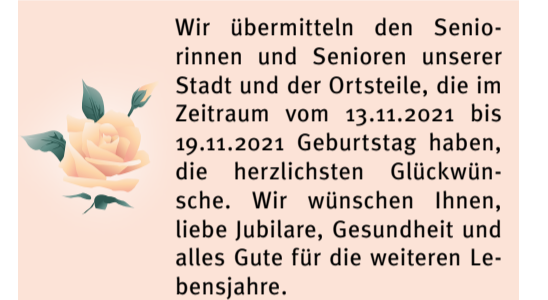 Wir übermitteln den Senio-
rinnen und Senioren unserer
Stadt und der Ortsteile, die im
Zeitraum vom 13.11.2021 bis
19.11.2021 Geburtstag haben,
die herzlichsten Glückwün-
sche. Wir wünschen Ihnen,
liebe Jubilare, Gesundheit und
alles Gute für die weiteren Le-
bensjahre.